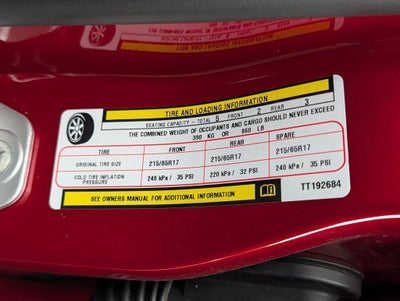 TIRE AND LOADING INFORMATION
SEATING CAPACITY - TOTAL 5 FRONT 2 REAR 3
THE COMBINED WEIGHT OF OCCUPANTS AND CARGO SHOULD NEVER EXCEED
390 KG OR 860 LB
TIRE FRONT REAR SPARE
ORIGINAL TIRE SIZE 215/65R17 215/65R17 215/65R17
COLD TIRE INFLATION PRESSURE 240 kPa / 35 PSI 220 kPa / 32 PSI 240 kPa / 35 PSI
SEE OWNERS MANUAL FOR ADDITIONAL INFORMATION
TT192684